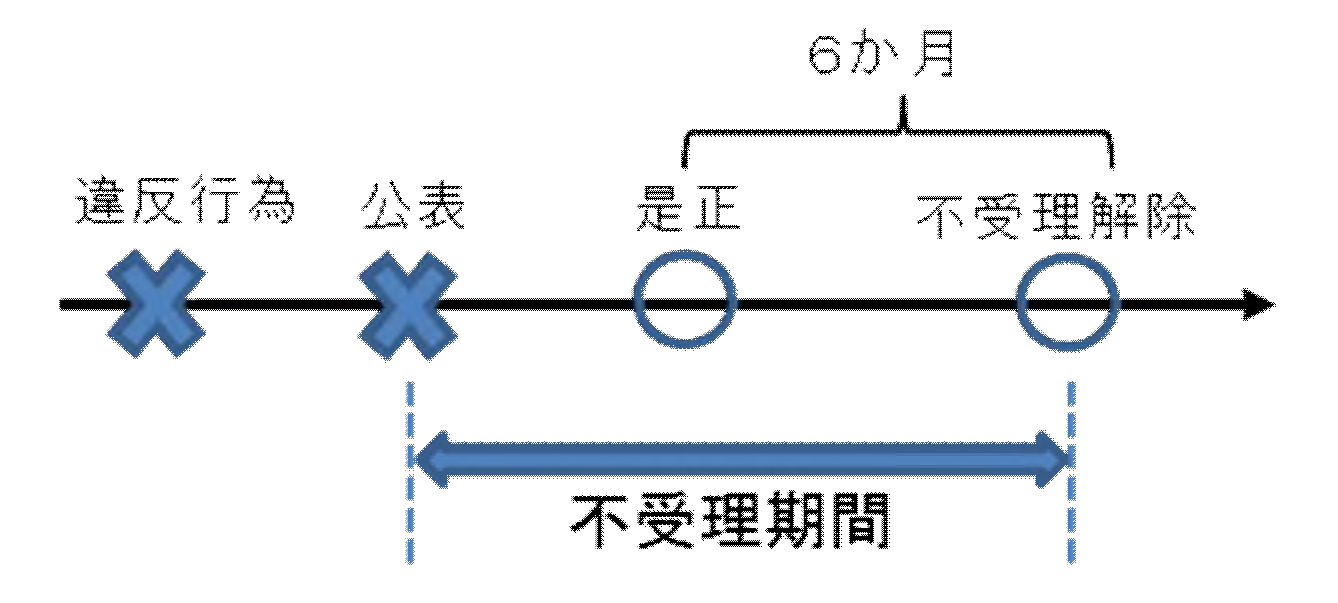 6か月
違反行為
公表
是正
不受理解除
不受理期間